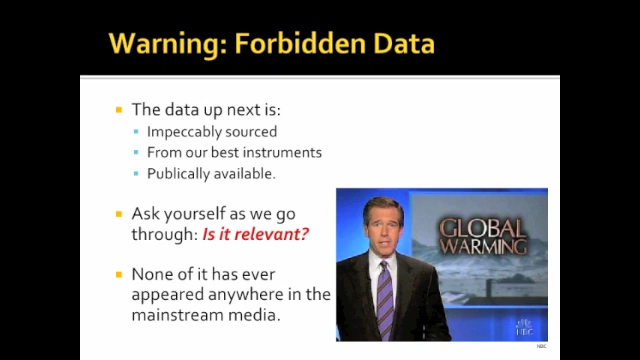 Warning: Forbidden Data
The data up next is:
Impeccably sourced
From our best instruments
Publically available.
Ask yourself as we go
through: Is it relevant?
None of it has ever
appeared anywhere in the
mainstream media.
GLOBAL
WARMING
NBC
NBC